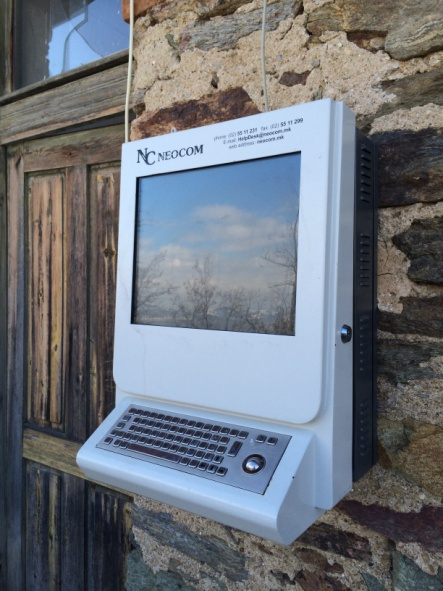 NC NEOCOM
phone: (02) 55 11 231 fax: (02) 55 11 299
E-mail: HelpDesk@neocom.mk
web address: neocom.mk